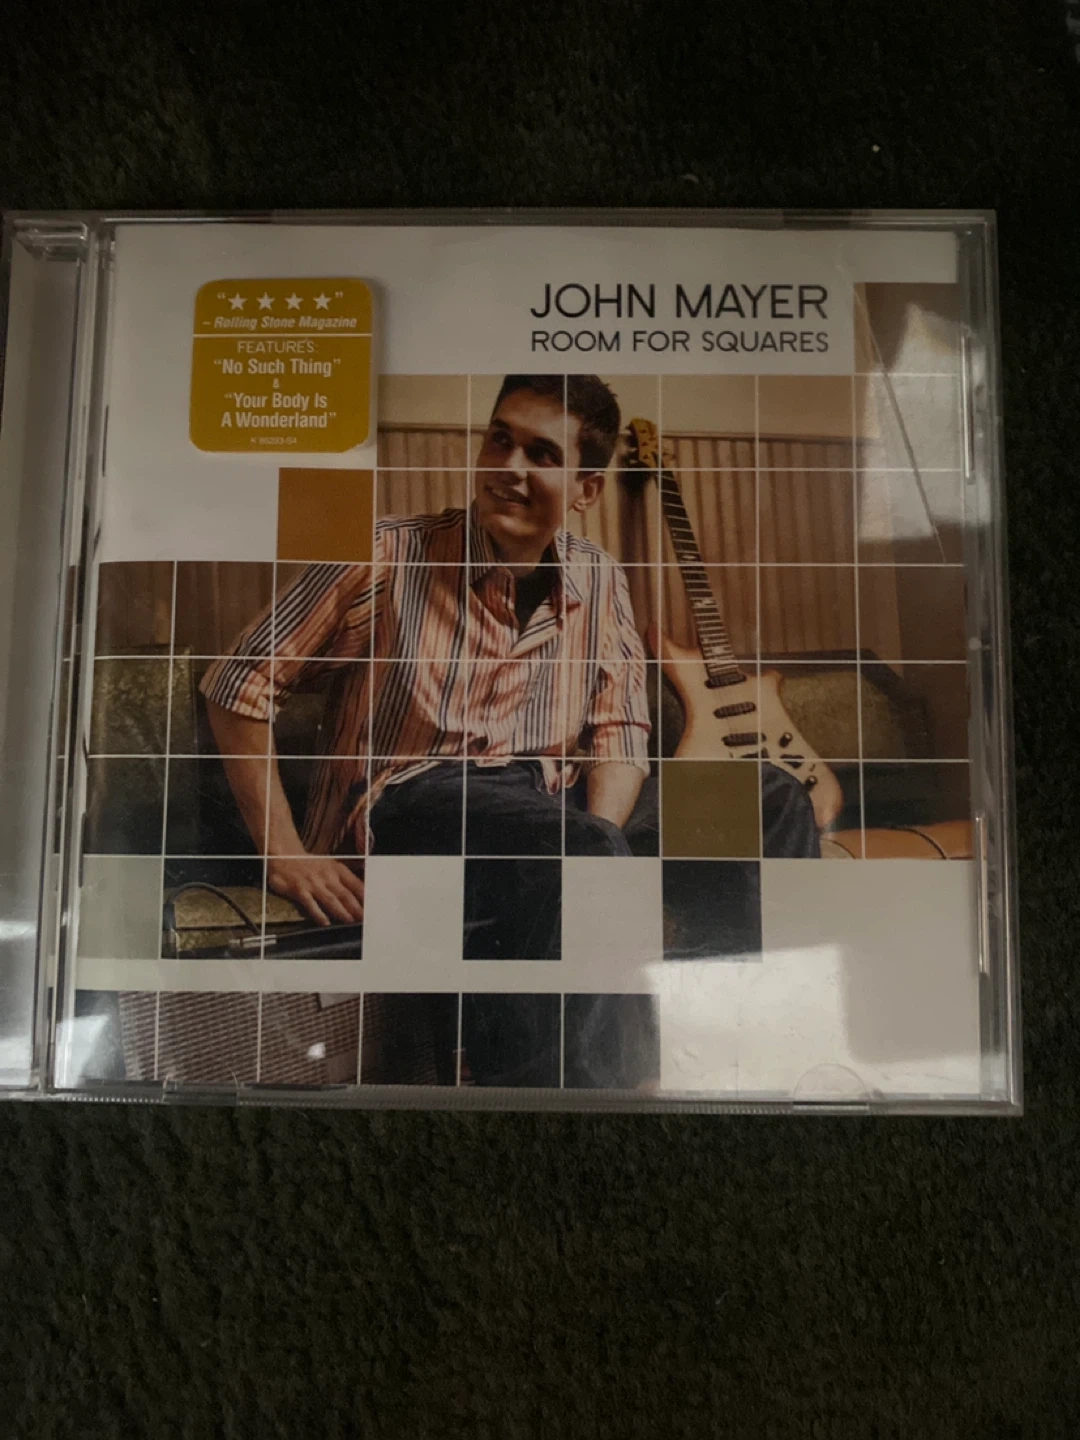 "★ ★ ★ ★"
– Rolling Stone Magazine
FEATURES
"No Such Thing"
&
"Your Body Is
A Wonderland"
JOHN MAYER
ROOM FOR SQUARES